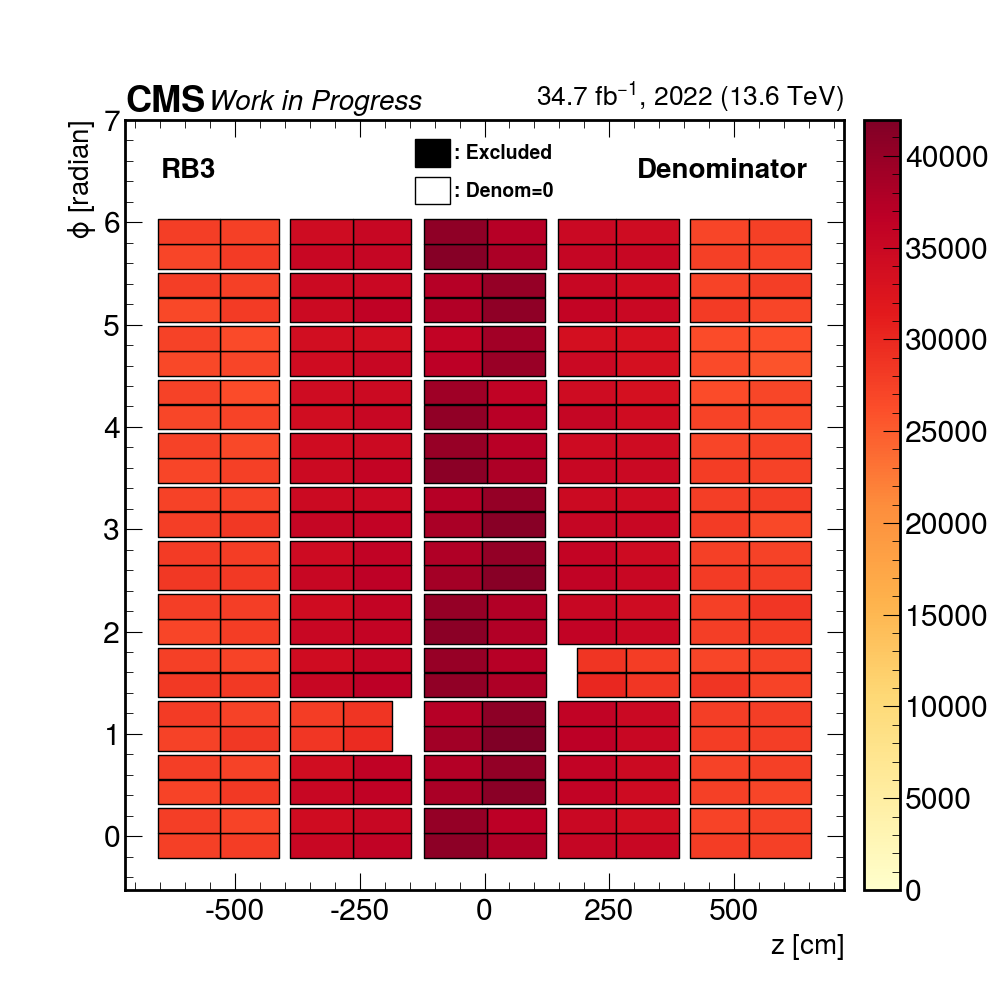 CMS Work in Progress 34.7 fb⁻¹, 2022 (13.6 TeV)
RB3 : Excluded Denominator
: Denom=0
ϕ [radian]
7
6
5
4
3
2
1
0
-500 -250 0 250 500
z [cm]
40000
35000
30000
25000
20000
15000
10000
5000
0